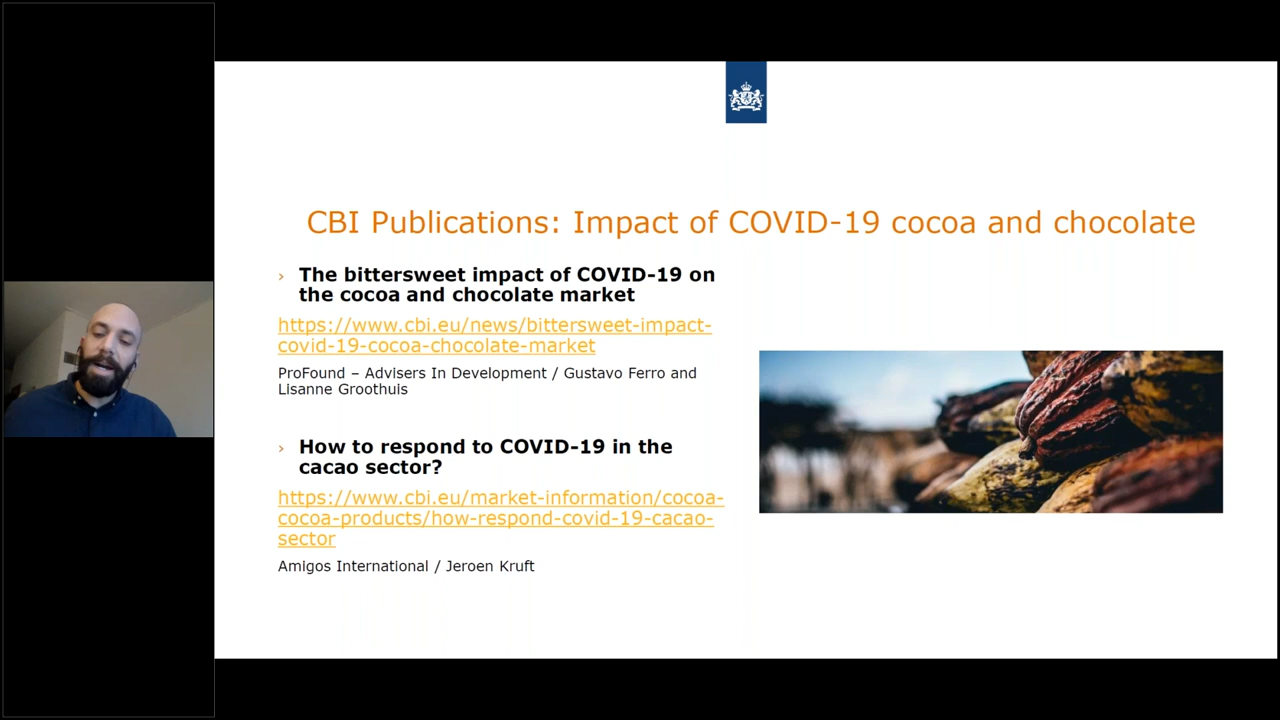 CBI Publications: Impact of COVID-19 cocoa and chocolate
› The bittersweet impact of COVID-19 on
the cocoa and chocolate market
https://www.cbi.eu/news/bittersweet-impact-
covid-19-cocoa-chocolate-market
ProFound – Advisers In Development / Gustavo Ferro and
Lisanne Groothuis
› How to respond to COVID-19 in the
cacao sector?
https://www.cbi.eu/market-information/cocoa-
cocoa-products/how-respond-covid-19-cacao-
sector
Amigos International / Jeroen Kruft